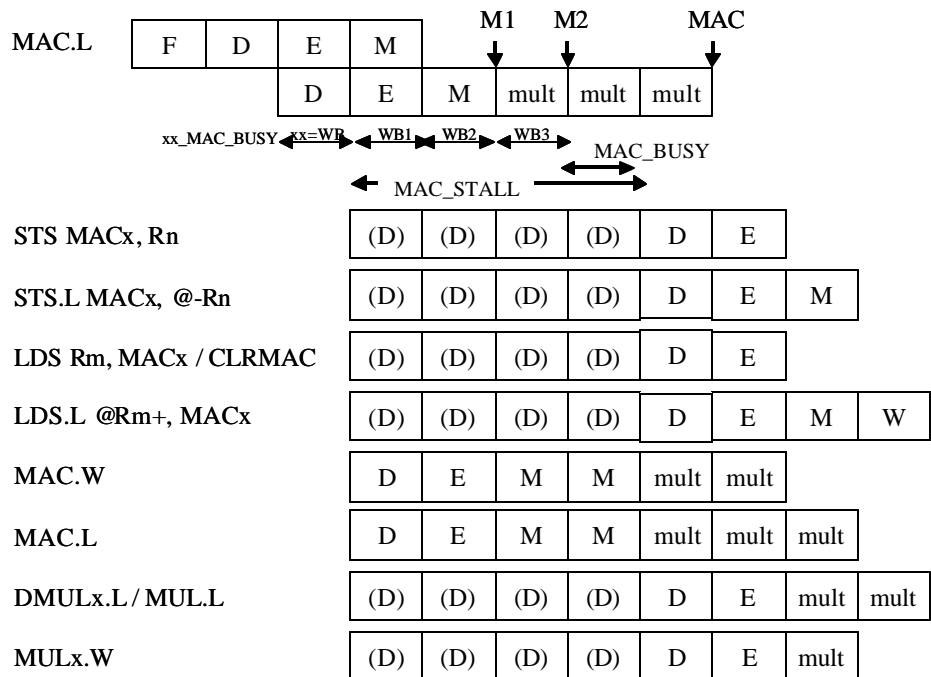 M1 M2 MAC
MAC.L F D E M
D E M mult mult mult
xx_MAC_BUSY xx=WB WB1 WB2 WB3
MAC_BUSY
MAC_STALL
STS MACx, Rn (D) (D) (D) (D) D E
STS.L MACx, @-Rn (D) (D) (D) (D) D E M
LDS Rm, MACx / CLRMAC (D) (D) (D) (D) D E
LDS.L @Rm+, MACx (D) (D) (D) (D) D E M W
MAC.W D E M M mult mult
MAC.L D E M M mult mult mult
DMULx.L / MUL.L (D) (D) (D) (D) D E mult mult
MULx.W (D) (D) (D) (D) D E mult